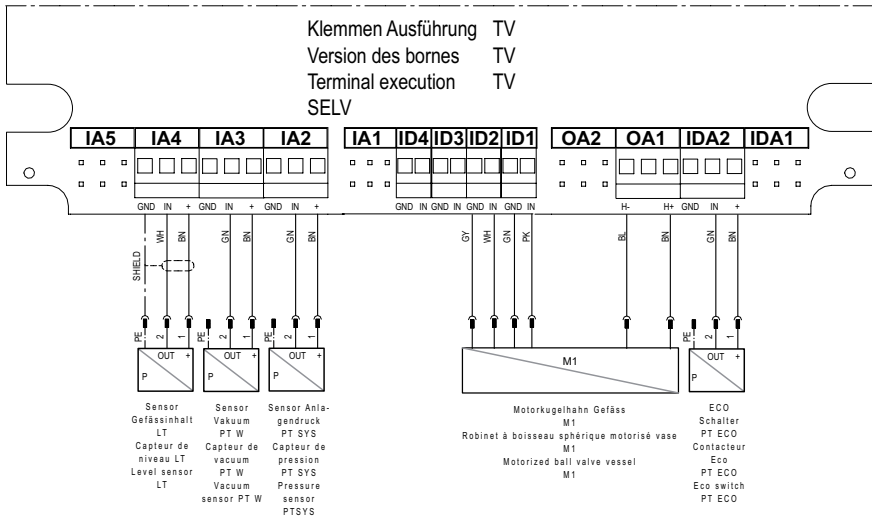 Klemmen Ausführung TV
Version des bornes TV
Terminal execution TV
SELV
IA5 IA4 IA3 IA2 IA1 ID4 ID3 ID2 ID1 OA2 OA1 IDA2 IDA1
GND IN + GND IN + GND IN + GND IN GND IN GND IN GND IN H- H+ GND IN +
SHIELD WH BN GN BN GN BN GY WH GN PK BL BN GN BN
PE 2 1 PE 2 1 PE 2 1 PE 2 1
OUT + OUT + OUT + M1 OUT +
P P P P
Sensor
Gefässinhalt
LT
Capteur de
niveau LT
Level sensor
LT
Sensor
Vakuum
PT W
Capteur de
vacuum
PT W
Vacuum
sensor PT W
Sensor Anla-
gendruck
PT SYS
Capteur de
pression
PT SYS
Pressure
sensor
PTSYS
Motorkugelhahn Gefäss
M1
Robinet à boisseau sphérique motorisé vase
M1
Motorized ball valve vessel
M1
ECO
Schalter
PT ECO
Contacteur
Eco
PT ECO
Eco switch
PT ECO